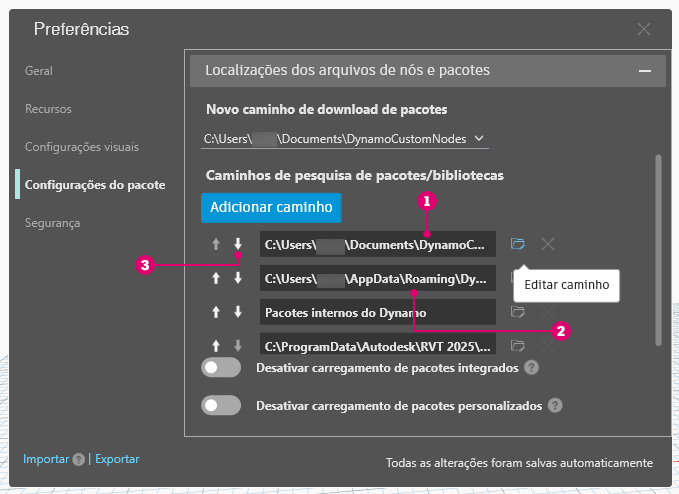 Preferências
Geral
Recursos
Configurações visuais
Configurações do pacote
Segurança
Localizações dos arquivos de nós e pacotes
Novo caminho de download de pacotes
C:\Users\ \Documents\DynamoCustomNodes
Caminhos de pesquisa de pacotes/bibliotecas
Adicionar caminho
1
C:\Users\ \Documents\DynamoC...
3
C:\Users\ \AppData\Roaming\Dy...
Editar caminho
Pacotes internos do Dynamo
2
C:\ProgramData\Autodesk\RVT 2025\...
Desativar carregamento de pacotes integrados ?
Desativar carregamento de pacotes personalizados ?
Importar ? | Exportar
Todas as alterações foram salvas automaticamente